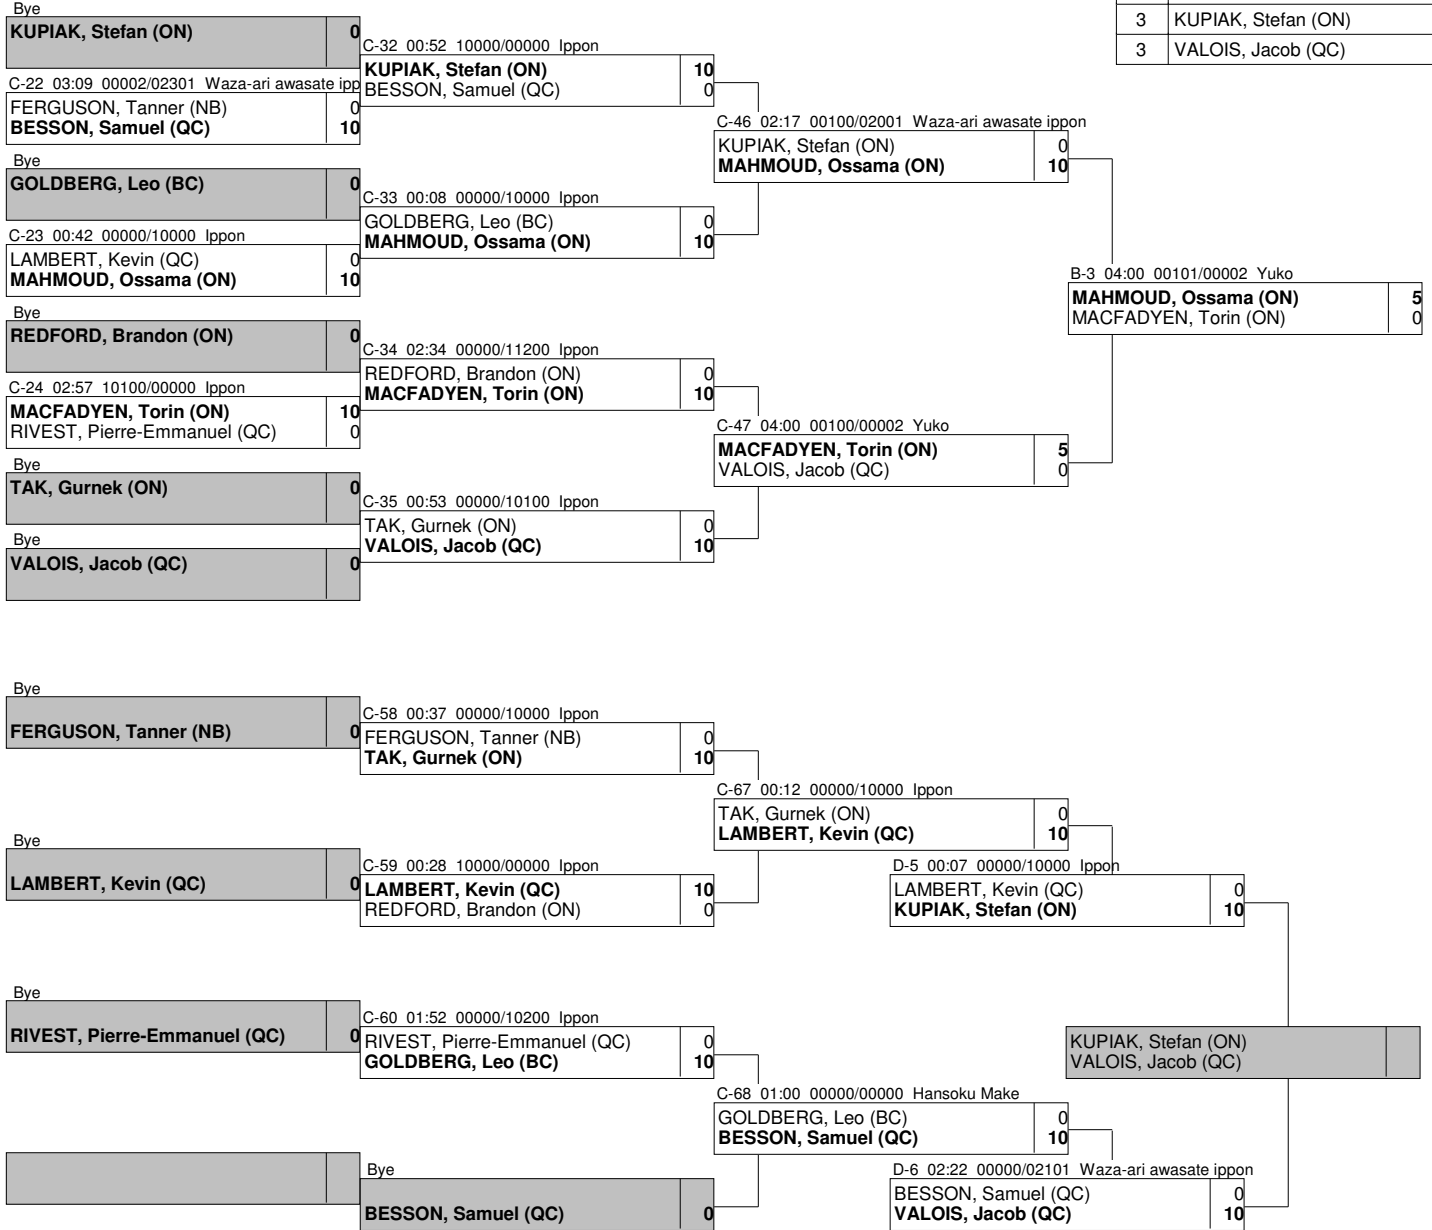 Bye
KUPIAK, Stefan (ON) 0
C-22 03:09 00002/02301 Waza-ari awasate ipp
FERGUSON, Tanner (NB) 0
BESSON, Samuel (QC) 10
Bye
GOLDBERG, Leo (BC) 0
C-23 00:42 00000/10000 Ippon
LAMBERT, Kevin (QC) 0
MAHMOUD, Ossama (ON) 10
Bye
REDFORD, Brandon (ON) 0
C-24 02:57 10100/00000 Ippon
MACFADYEN, Torin (ON) 10
RIVEST, Pierre-Emmanuel (QC) 0
Bye
TAK, Gurnek (ON) 0
Bye
VALOIS, Jacob (QC) 0
C-32 00:52 10000/00000 Ippon
KUPIAK, Stefan (ON) 10
BESSON, Samuel (QC) 0
C-33 00:08 00000/10000 Ippon
GOLDBERG, Leo (BC) 0
MAHMOUD, Ossama (ON) 10
C-34 02:34 00000/11200 Ippon
REDFORD, Brandon (ON) 0
MACFADYEN, Torin (ON) 10
C-35 00:53 00000/10100 Ippon
TAK, Gurnek (ON) 0
VALOIS, Jacob (QC) 10
C-46 02:17 00100/02001 Waza-ari awasate ippon
KUPIAK, Stefan (ON) 0
MAHMOUD, Ossama (ON) 10
C-47 04:00 00100/00002 Yuko
MACFADYEN, Torin (ON) 5
VALOIS, Jacob (QC) 0
B-3 04:00 00101/00002 Yuko
MAHMOUD, Ossama (ON) 5
MACFADYEN, Torin (ON) 0
3 KUPIAK, Stefan (ON)
3 VALOIS, Jacob (QC)
Bye
FERGUSON, Tanner (NB) 0
Bye
LAMBERT, Kevin (QC) 0
Bye
RIVEST, Pierre-Emmanuel (QC) 0
C-58 00:37 00000/10000 Ippon
FERGUSON, Tanner (NB) 0
TAK, Gurnek (ON) 10
C-59 00:28 10000/00000 Ippon
LAMBERT, Kevin (QC) 10
REDFORD, Brandon (ON) 0
C-60 01:52 00000/10200 Ippon
RIVEST, Pierre-Emmanuel (QC) 0
GOLDBERG, Leo (BC) 10
Bye
BESSON, Samuel (QC) 0
C-67 00:12 00000/10000 Ippon
TAK, Gurnek (ON) 0
LAMBERT, Kevin (QC) 10
C-68 01:00 00000/00000 Hansoku Make
GOLDBERG, Leo (BC) 0
BESSON, Samuel (QC) 10
D-5 00:07 00000/10000 Ippon
LAMBERT, Kevin (QC) 0
KUPIAK, Stefan (ON) 10
D-6 02:22 00000/02101 Waza-ari awasate ippon
BESSON, Samuel (QC) 0
VALOIS, Jacob (QC) 10
KUPIAK, Stefan (ON)
VALOIS, Jacob (QC)